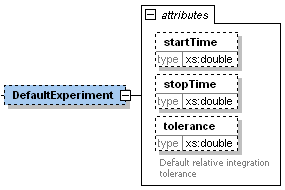 attributes
startTime
type xs:double
stopTime
type xs:double
DefaultExperiment
tolerance
type xs:double
Default relative integration
tolerance